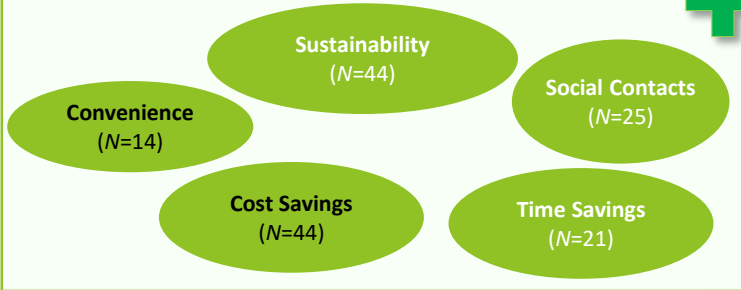 Sustainability
(N=44)
Social Contacts
(N=25)
Convenience
(N=14)
Cost Savings
(N=44)
Time Savings
(N=21)